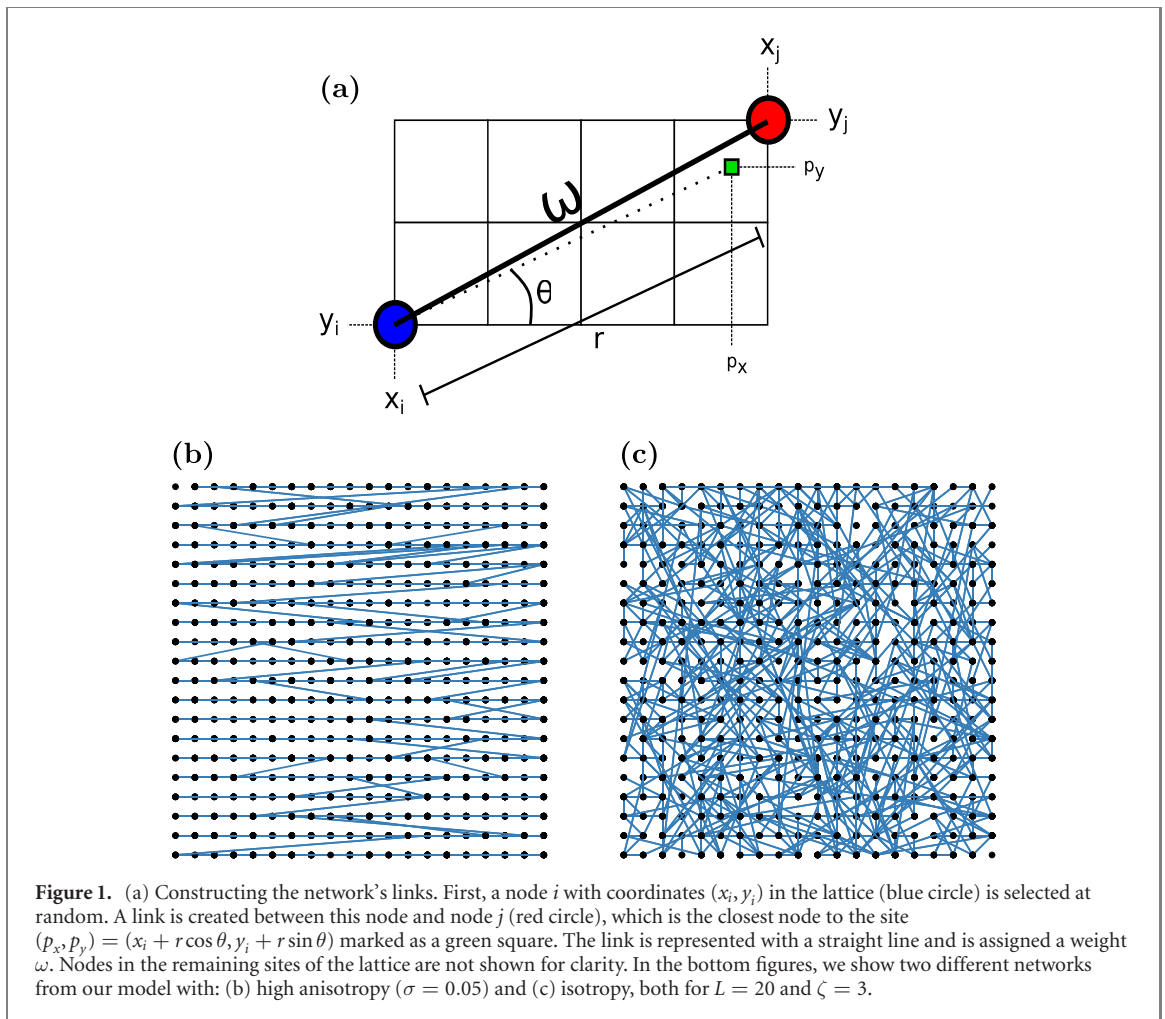 (a)
x_j
y_j
p_y
ω
θ
y_i
r
p_x
x_i
(b)
(c)
Figure 1. (a) Constructing the network's links. First, a node i with coordinates (x_i, y_i) in the lattice (blue circle) is selected at
random. A link is created between this node and node j (red circle), which is the closest node to the site
(p_x, p_y) = (x_i + r cos θ, y_i + r sin θ) marked as a green square. The link is represented with a straight line and is assigned a weight
ω. Nodes in the remaining sites of the lattice are not shown for clarity. In the bottom figures, we show two different networks
from our model with: (b) high anisotropy (σ = 0.05) and (c) isotropy, both for L = 20 and ζ = 3.